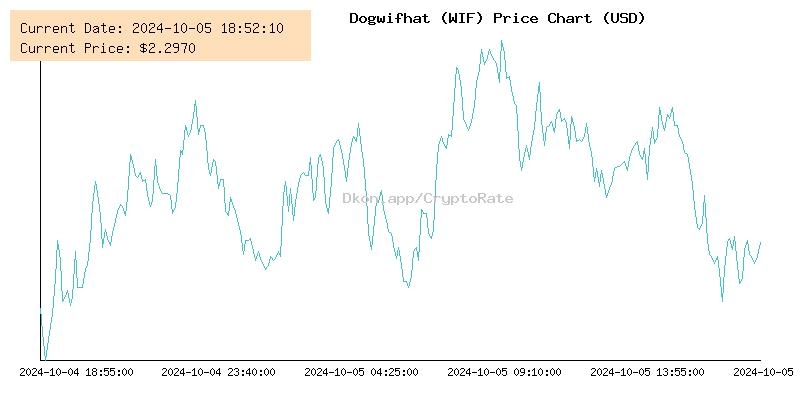 Dogwifhat (WIF) Price Chart (USD)
Current Date: 2024-10-05 18:52:10
Current Price: $2.2970
Dkoniapp/CryptoRate
2024-10-04 18:55:00 2024-10-04 23:40:00 2024-10-05 04:25:00 2024-10-05 09:10:00 2024-10-05 13:55:00 2024-10-05